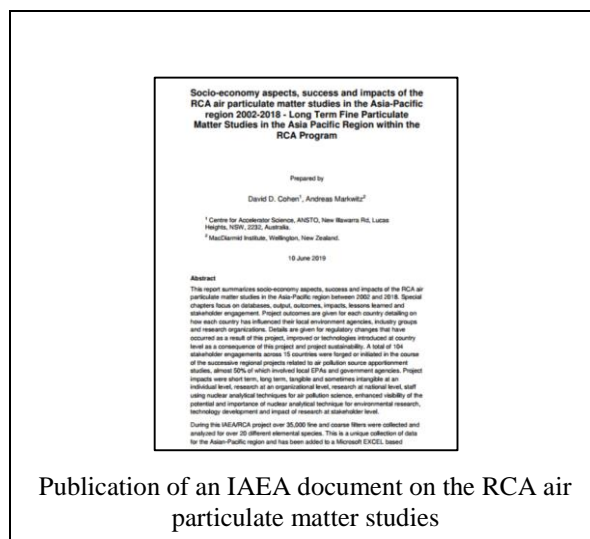 Socio-economy aspects, success and impacts of the
RCA air particulate matter studies in the Asia-Pacific
region 2002-2018 - Long Term Fine Particulate
Matter Studies in the Asia Pacific Region within the
RCA Program
Prepared by
David D. Cohen¹, Andreas Markwitz²
¹ Centre for Accelerator Science, ANSTO, New Illawarra Rd, Lucas
Heights, NSW, 2232, Australia.
² MacDiarmid Institute, Wellington, New Zealand.
10 June 2019
Abstract
This report summarizes socio-economy aspects, success and impacts of the RCA air
particulate matter studies in the Asia-Pacific region between 2002 and 2018. Special
chapters focus on databases, output, outcomes, impacts, lessons learned and
stakeholder engagement. Project outcomes are given for each country detailing on
how each country has influenced their local environment agencies, industry groups
and research organizations. Details are given for regulatory changes that have
occurred as a result of this project, improved or technologies introduced at country
level as a consequence of this project and project sustainability. A total of 104
stakeholder engagements across 15 countries were forged or initiated in the course
of the successive regional projects related to air pollution source apportionment
studies, almost 50% of which involved local EPAs and government agencies. Project
impacts were short term, long term, tangible and sometimes intangible at an
individual level, research at an organizational level, research at national level, staff
using nuclear analytical techniques for air pollution science, enhanced visibility of the
potential and importance of nuclear analytical technique for environmental research,
technology development and impact of research at stakeholder level.
During this IAEA/RCA project over 35,000 fine and coarse filters were collected and
analyzed for over 20 different elemental species. This is a unique collection of data
for the Asian-Pacific region and has been added to a Microsoft EXCEL based
Publication of an IAEA document on the RCA air
particulate matter studies